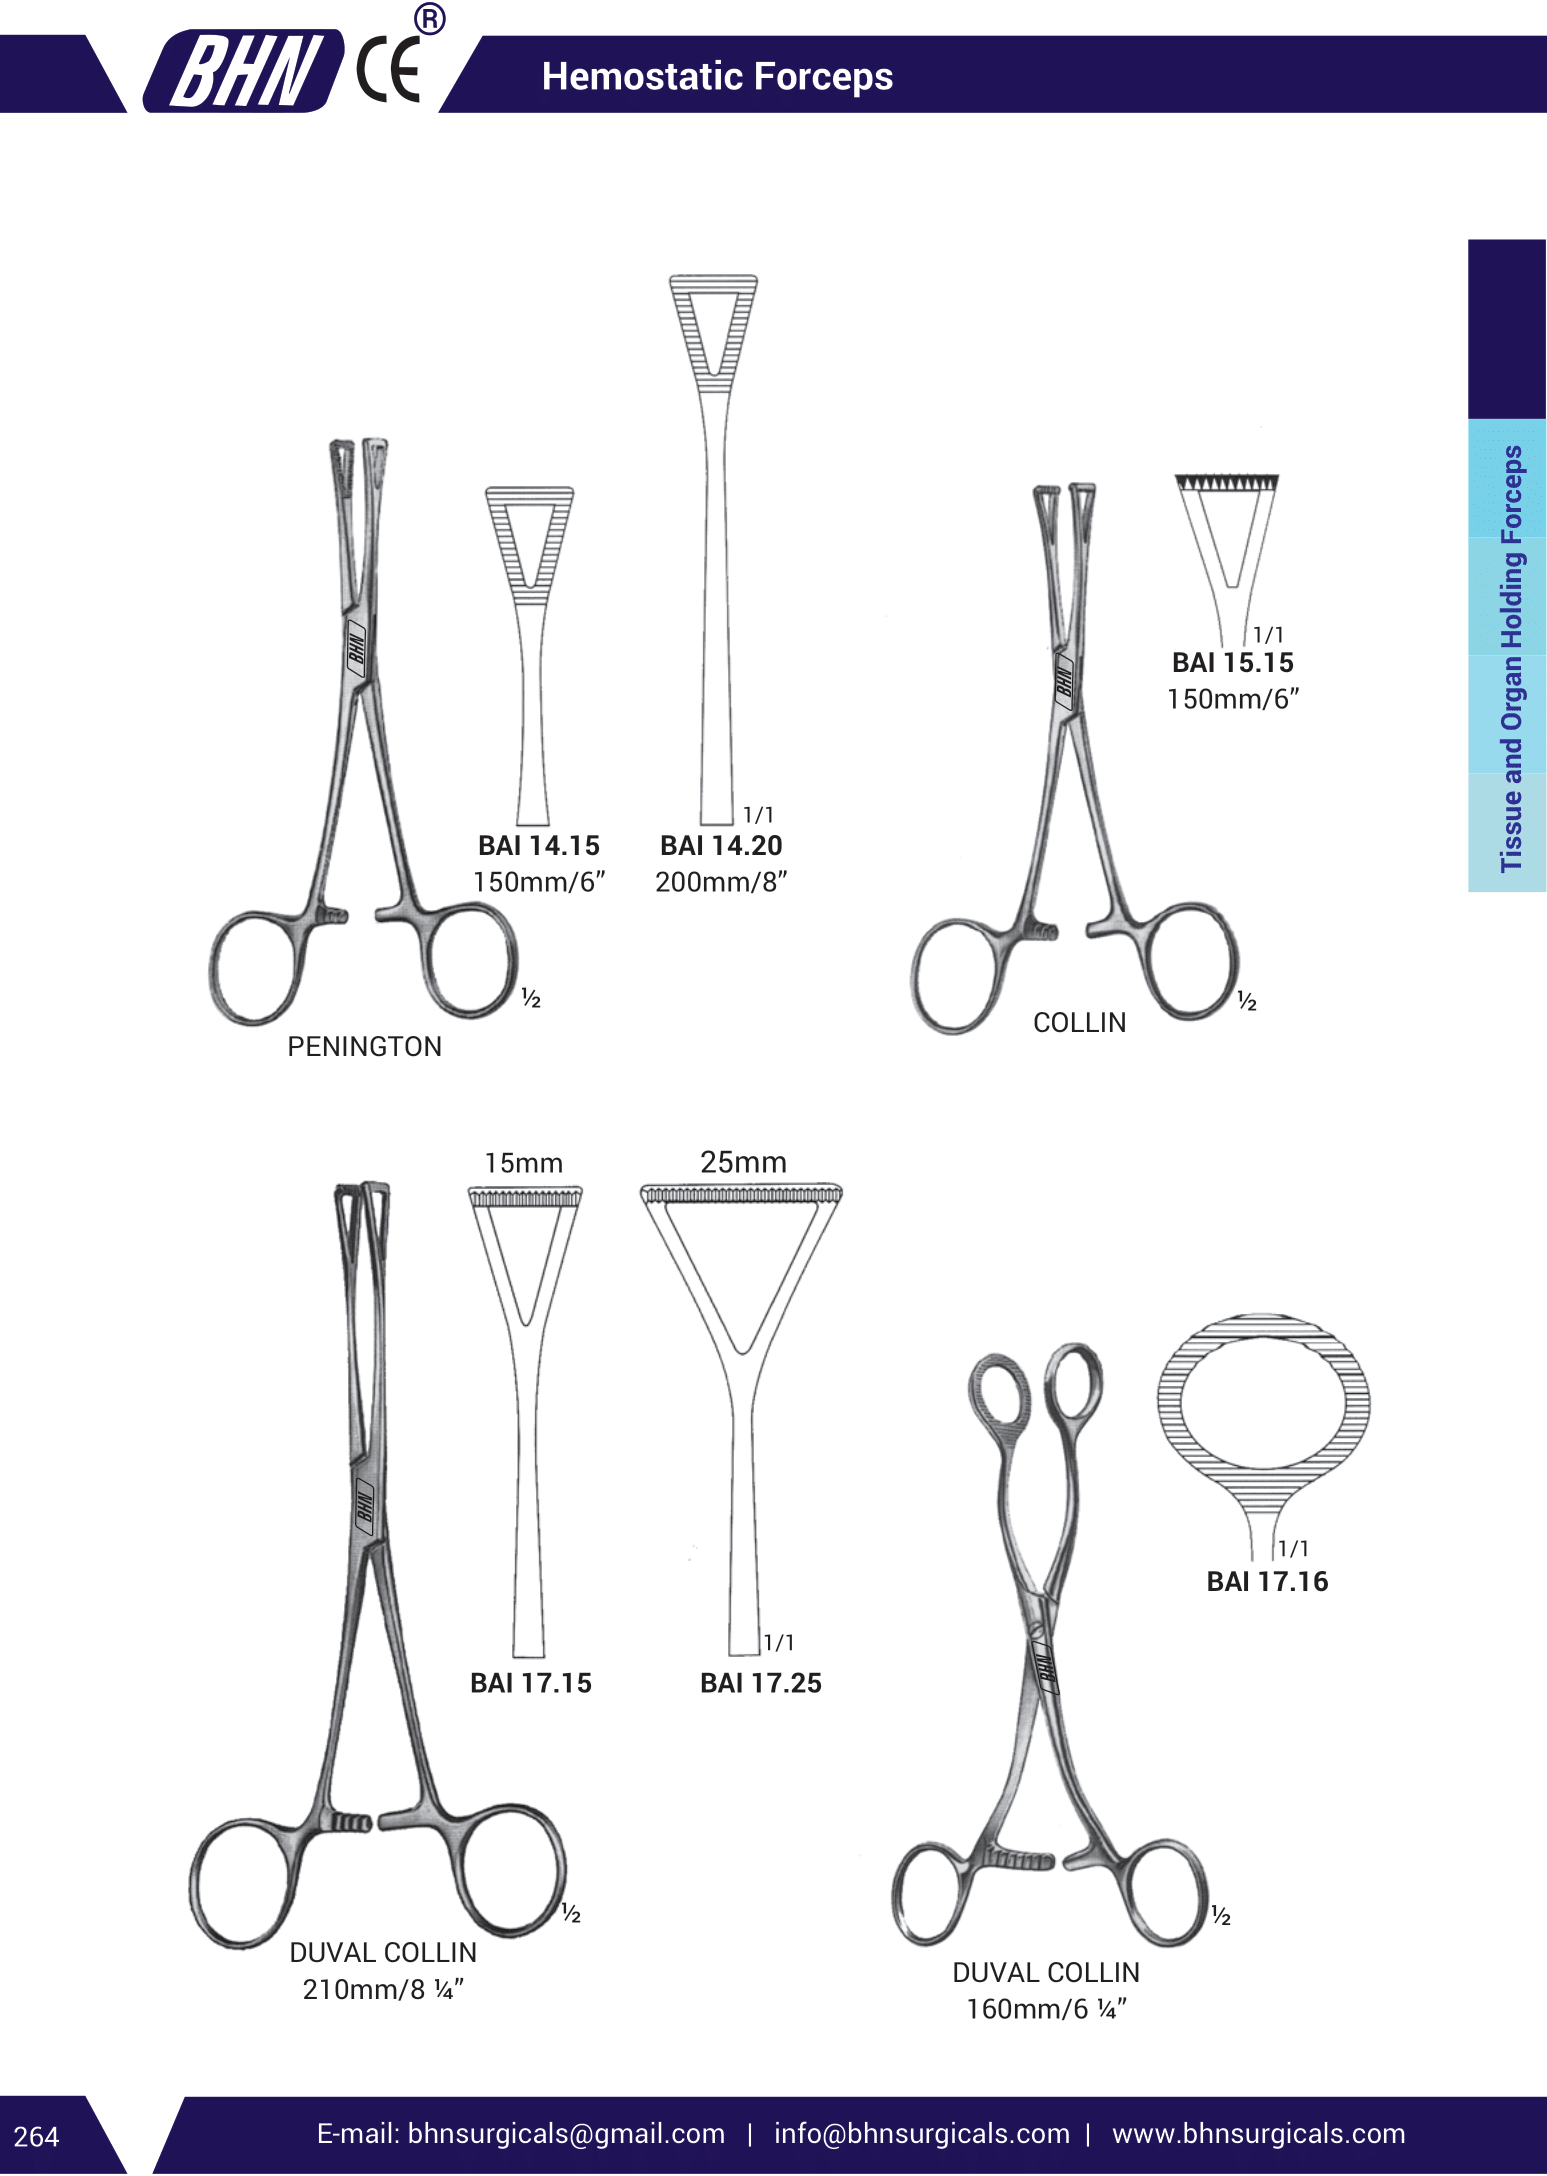 BHN CE ®
Hemostatic Forceps
Tissue and Organ Holding Forceps
BHN
1/1
BAI 14.15
150mm/6”
BAI 14.20
200mm/8”
½
PENINGTON
BHN
1/1
BAI 15.15
150mm/6”
½
COLLIN
15mm
25mm
BHN
1/1
BAI 17.15
BAI 17.25
½
DUVAL COLLIN
210mm/8 ¼”
1/1
BAI 17.16
BHN
½
DUVAL COLLIN
160mm/6 ¼”
264
E-mail: bhnsurgicals@gmail.com | info@bhnsurgicals.com | www.bhnsurgicals.com